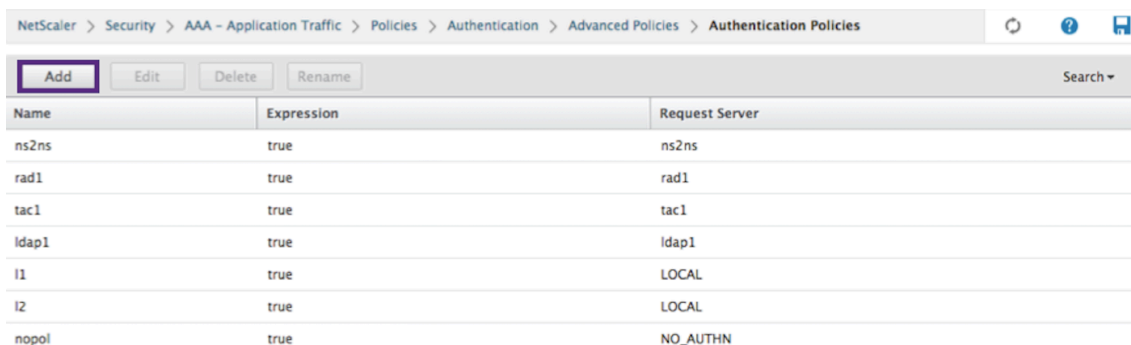 NetScaler > Security > AAA - Application Traffic > Policies > Authentication > Advanced Policies > Authentication Policies
Add Edit Delete Rename Search
Name Expression Request Server
ns2ns true ns2ns
rad1 true rad1
tac1 true tac1
ldap1 true ldap1
l1 true LOCAL
l2 true LOCAL
nopol true NO_AUTHN